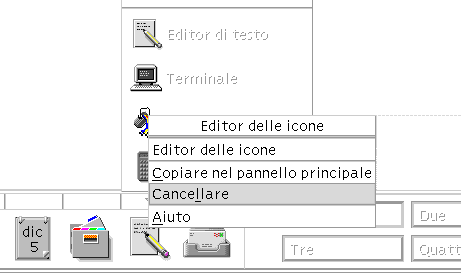 Editor di testo
Terminale
Editor delle icone
Editor delle icone
Copiare nel pannello principale
Cancellare
Aiuto
dic
5
Due
Tre
Quatt